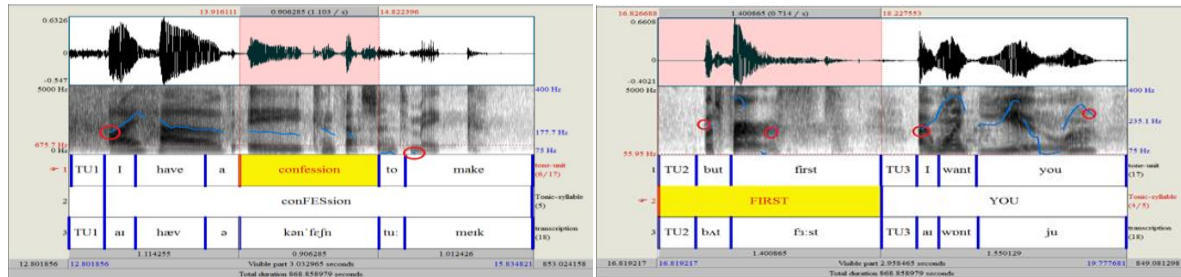 13.916111 0.906285 (1.103 / s) 14.822396
0.6326
0
-0.547
5000 Hz 400 Hz
177.7 Hz
675.7 Hz
0 Hz 75 Hz
1 TU1 I have a confession to make tone-unit (6/17)
2 conFESsion Tonic-syllable (5)
3 TU1 aɪ hæv ə kənˈfɛʃn tuː meɪk transcription (18)
1.114255 0.906285 1.012426
12.801856 12.801856 Visible part 3.032965 seconds 15.834821 853.024158
Total duration 868.858979 seconds
16.826688 1.400865 (0.714 / s) 18.227553
0.6608
0
-0.4021
5000 Hz 400 Hz
235.1 Hz
55.95 Hz 75 Hz
1 TU2 but first TU3 I want you tone-unit (17)
2 FIRST YOU Tonic-syllable (4/5)
3 TU2 bʌt fɜːst TU3 aɪ wɒnt ju transcription (18)
1.400865 1.550129
16.819217 16.819217 Visible part 2.958465 seconds 19.777681 849.081298
Total duration 868.858979 seconds